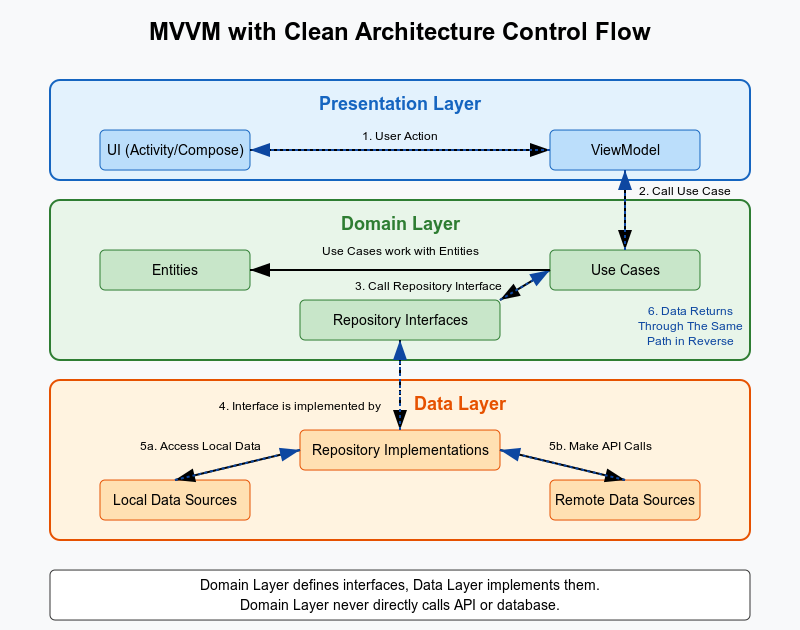 MVVM with Clean Architecture Control Flow
Presentation Layer
1. User Action
UI (Activity/Compose)
ViewModel
2. Call Use Case
Domain Layer
Use Cases work with Entities
Entities
Use Cases
3. Call Repository Interface
Repository Interfaces
6. Data Returns
Through The Same
Path in Reverse
Data Layer
4. Interface is implemented by
5a. Access Local Data
Repository Implementations
5b. Make API Calls
Local Data Sources
Remote Data Sources
Domain Layer defines interfaces, Data Layer implements them.
Domain Layer never directly calls API or database.